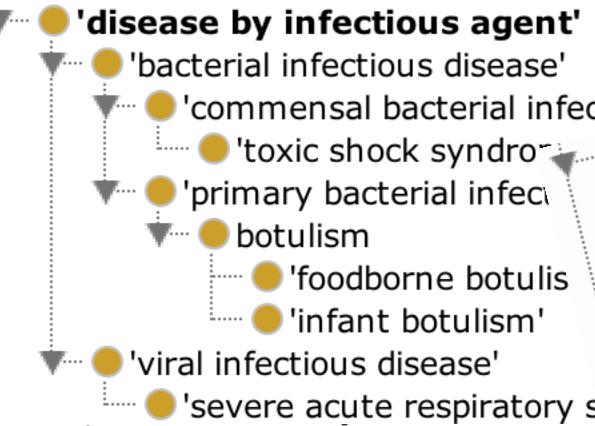 'disease by infectious agent'
'bacterial infectious disease'
'commensal bacterial infec
'toxic shock syndron
'primary bacterial infect
botulism
'foodborne botulis
'infant botulism'
'viral infectious disease'
'severe acute respiratory s